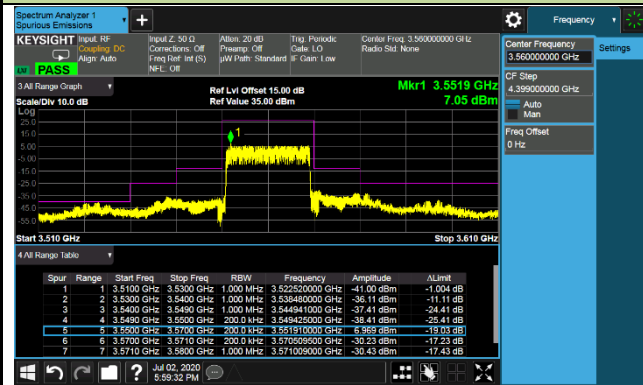 Spectrum Analyzer 1
Spurious Emissions
Frequency
KEYSIGHT Input: RF
Coupling: DC
Align: Auto
Input Z: 50 Ω
Corrections: Off
Freq Ref: Int (S)
NFE: Off
Atten: 20 dB
Preamp: Off
µW Path: Standard
Trig: Periodic
Gate: LO
IF Gain: Low
Center Freq: 3.560000000 GHz
Radio Std: None
PASS
Center Frequency
3.560000000 GHz
Settings
CF Step
4.399000000 GHz
Auto
Man
Freq Offset
0 Hz
3 All Range Graph
Ref Lvl Offset 15.00 dB
Mkr1 3.5519 GHz
Scale/Div 10.0 dB
Ref Value 35.00 dBm
7.05 dBm
Log
25.0
15.0
5.00
-5.00
-15.0
-25.0
-35.0
-45.0
-55.0
1
Start 3.510 GHz
Stop 3.610 GHz
4 All Range Table
Spur Range Start Freq Stop Freq RBW Frequency Amplitude ΔLimit
1 1 3.5100 GHz 3.5300 GHz 1.000 MHz 3.522520000 GHz -41.00 dBm -1.004 dB
2 2 3.5300 GHz 3.5400 GHz 1.000 MHz 3.538480000 GHz -36.11 dBm -11.11 dB
3 3 3.5400 GHz 3.5490 GHz 1.000 MHz 3.544941000 GHz -37.41 dBm -24.41 dB
4 4 3.5490 GHz 3.5500 GHz 200.0 kHz 3.549425000 GHz -38.41 dBm -25.41 dB
5 5 3.5500 GHz 3.5700 GHz 200.0 kHz 3.551910000 GHz 6.969 dBm -19.03 dB
6 6 3.5700 GHz 3.5710 GHz 200.0 kHz 3.570509500 GHz -30.23 dBm -17.23 dB
7 7 3.5710 GHz 3.5800 GHz 1.000 MHz 3.571009000 GHz -30.43 dBm -17.43 dB
Jul 02, 2020
5:59:32 PM